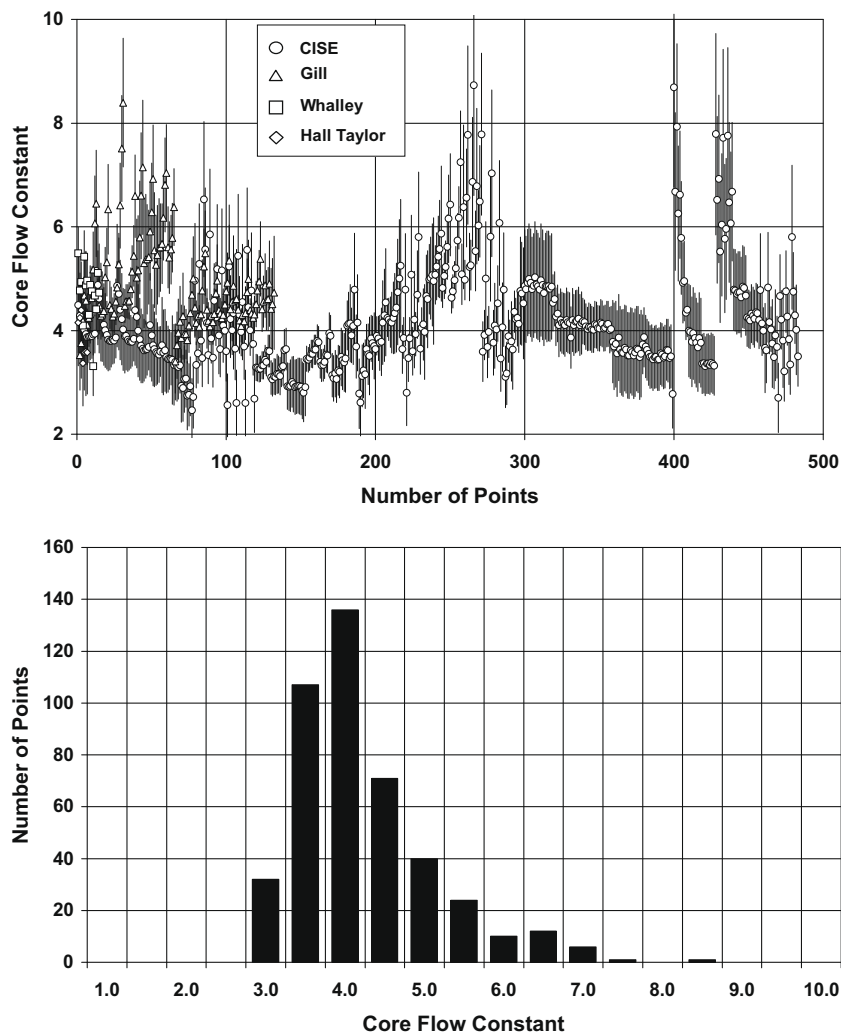 10
8
6
4
2
Core Flow Constant
CISE
Gill
Whalley
Hall Taylor
0 100 200 300 400 500
Number of Points
160
140
120
100
80
60
40
20
0
Number of Points
1.0 2.0 3.0 4.0 5.0 6.0 7.0 8.0 9.0 10.0
Core Flow Constant